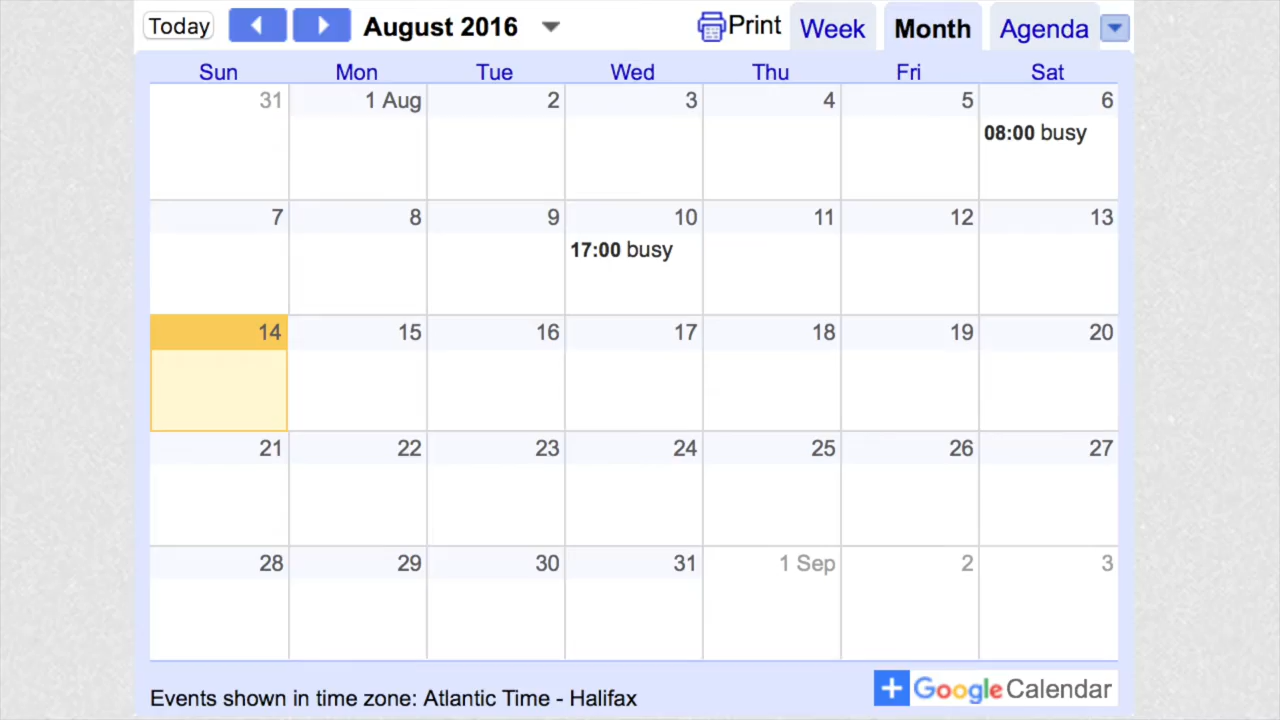 Today August 2016 Print Week Month Agenda
Sun Mon Tue Wed Thu Fri Sat
31 1 Aug 2 3 4 5 6
08:00 busy
7 8 9 10 11 12 13
17:00 busy
14 15 16 17 18 19 20
21 22 23 24 25 26 27
28 29 30 31 1 Sep 2 3
Events shown in time zone: Atlantic Time - Halifax
Google Calendar